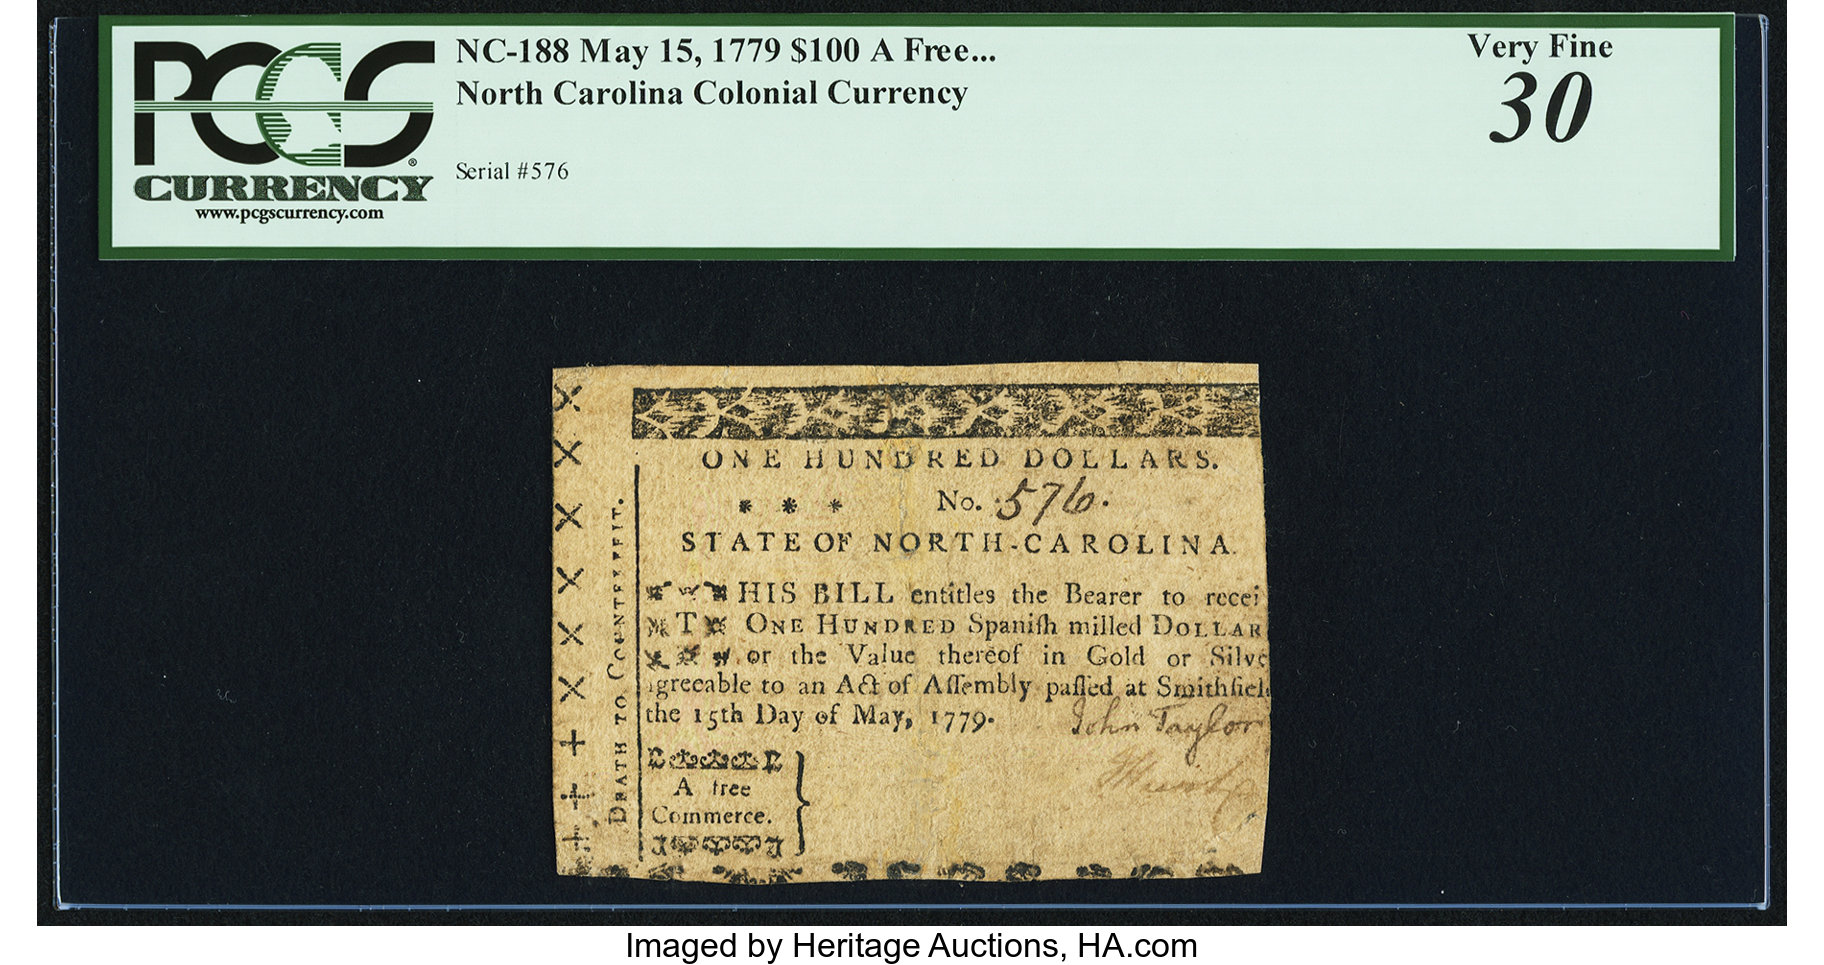 PCGS
CURRENCY
www.pcgscurrency.com
NC-188 May 15, 1779 $100 A Free...
North Carolina Colonial Currency
Serial #576
Very Fine
30
ONE HUNDRED DOLLARS.
* * * No. 576.
STATE OF NORTH-CAROLINA.
HIS BILL entitles the Bearer to recei
T ONE HUNDRED Spaniſh milled DOLLAR
or the Value thereof in Gold or Silve
agreeable to an Act of Aſſembly paſſed at Smithfiel
the 15th Day of May, 1779.
John Taylor
A free
Commerce.
DEATH TO COUNTERFEIT.
Imaged by Heritage Auctions, HA.com